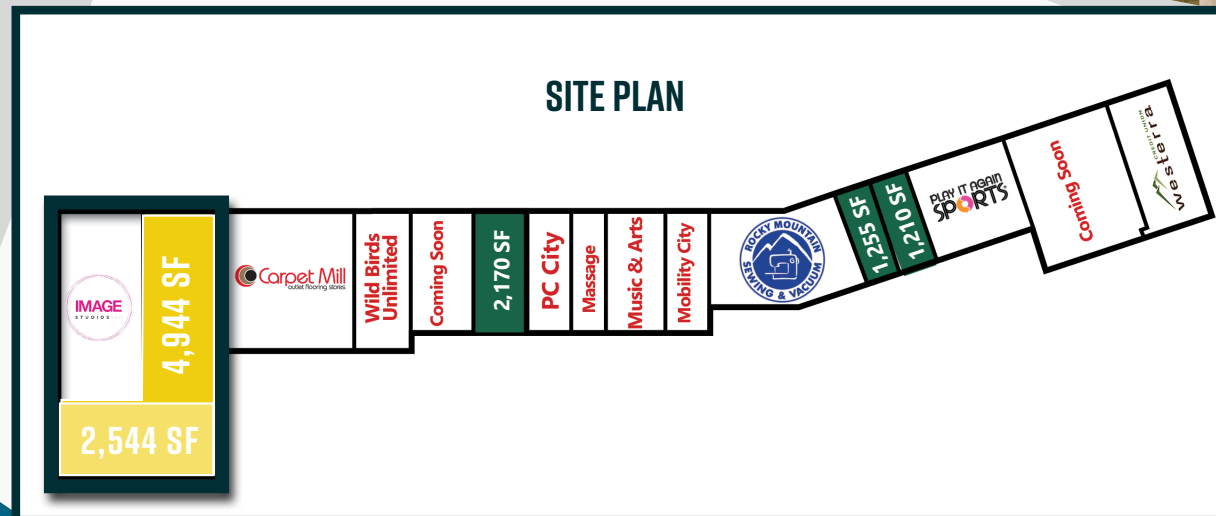 SITE PLAN
IMAGE
STUDIOS
4,944 SF
2,544 SF
Carpet Mill
outlet flooring stores
Wild Birds
Unlimited
Coming Soon
2,170 SF
PC City
Massage
Music & Arts
Mobility City
ROCKY MOUNTAIN
SEWING & VACUUM
1,255 SF
1,210 SF
PLAY IT AGAIN
SPORTS®
Coming Soon
westerra
CREDIT UNION